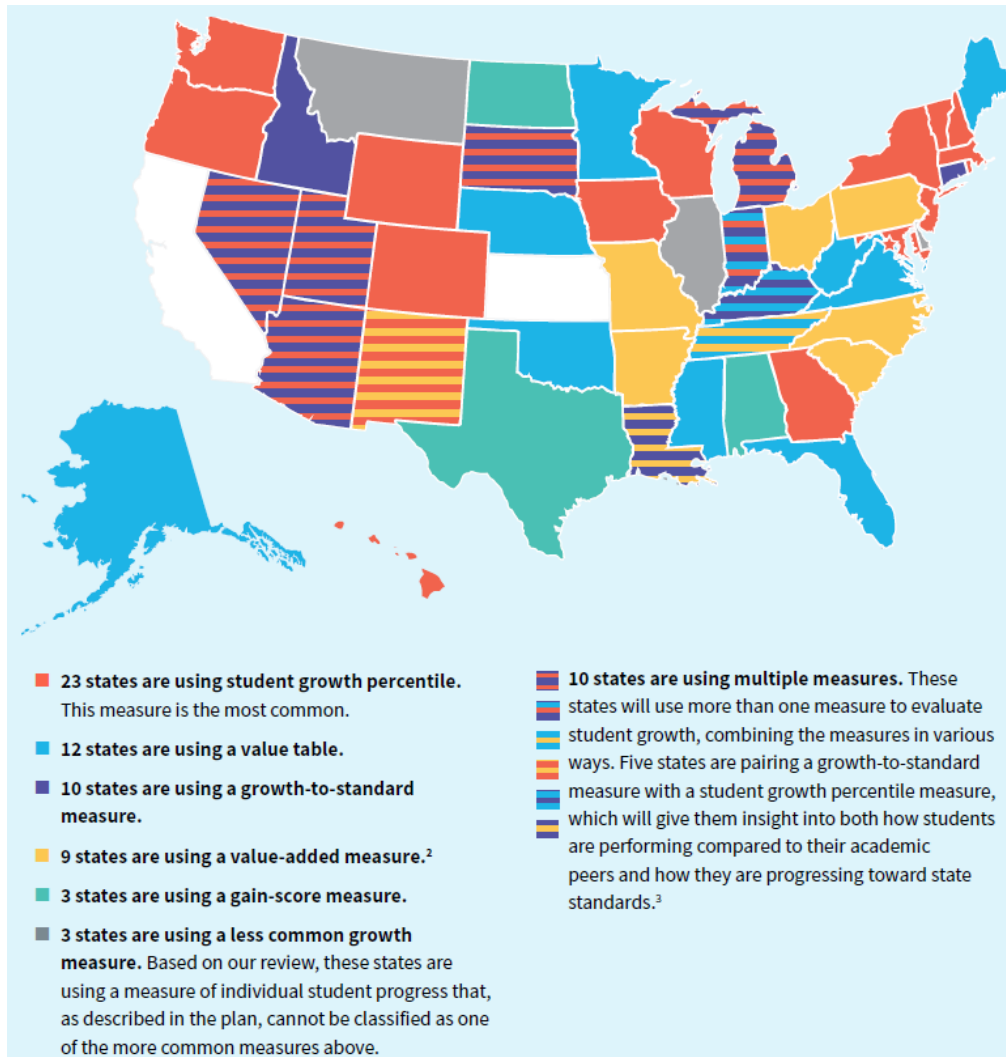 23 states are using student growth percentile.
This measure is the most common.
12 states are using a value table.
10 states are using a growth-to-standard
measure.
9 states are using a value-added measure.2
3 states are using a gain-score measure.
3 states are using a less common growth
measure. Based on our review, these states are
using a measure of individual student progress that,
as described in the plan, cannot be classified as one
of the more common measures above.
10 states are using multiple measures. These
states will use more than one measure to evaluate
student growth, combining the measures in various
ways. Five states are pairing a growth-to-standard
measure with a student growth percentile measure,
which will give them insight into both how students
are performing compared to their academic
peers and how they are progressing toward state
standards.3